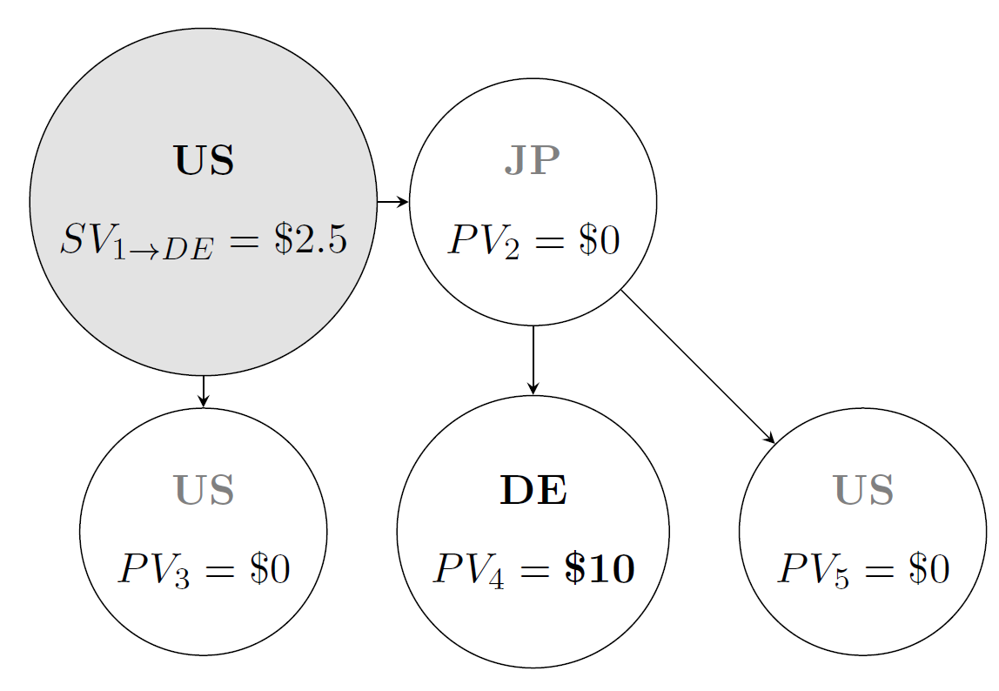 US
SV₁→DE = $2.5
JP
PV₂ = $0
US
PV₃ = $0
DE
PV₄ = $10
US
PV₅ = $0